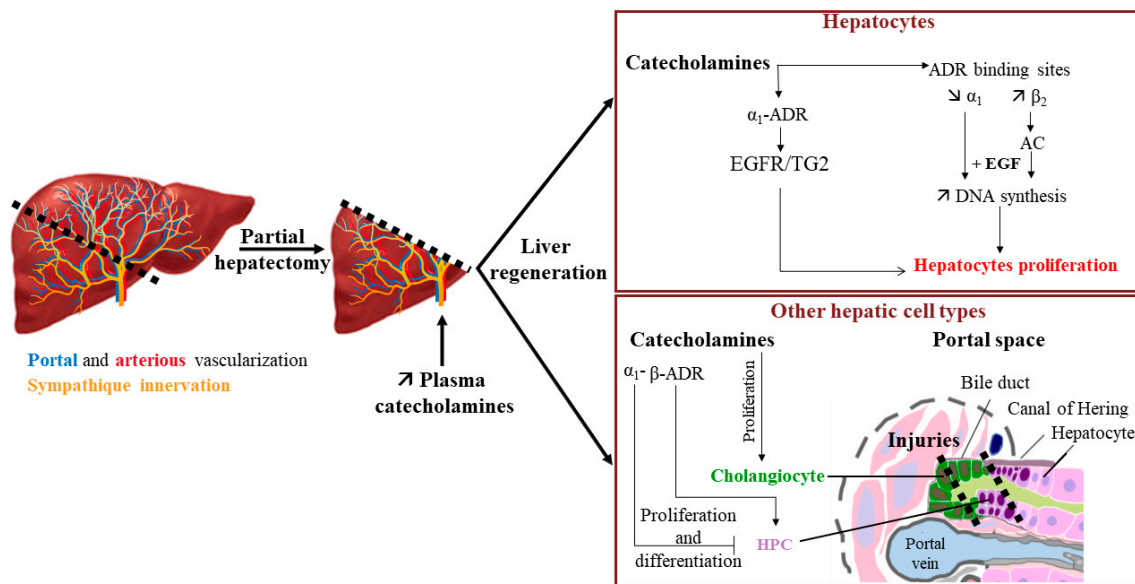 Partial
hepatectomy
Portal and arterious vascularization
Sympathique innervation
↗ Plasma
catecholamines
Liver
regeneration
Hepatocytes
Catecholamines
ADR binding sites
↘ α1 ↗ β2
α1-ADR
AC
EGFR/TG2
+ EGF
↗ DNA synthesis
Hepatocytes proliferation
Other hepatic cell types
Catecholamines
Portal space
α1- β-ADR
Proliferation
Bile duct
Canal of Hering
Hepatocyte
Injuries
Cholangiocyte
Proliferation
and
differentiation
HPC
Portal
vein